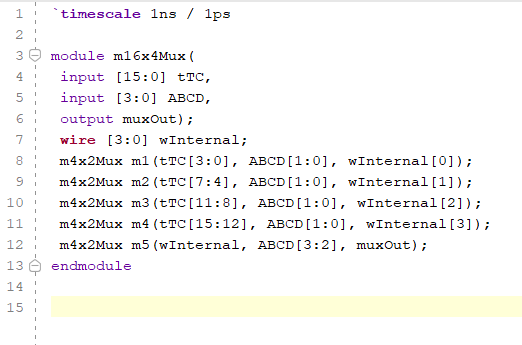 1 `timescale 1ns / 1ps
2
3 module m16x4Mux(
4 input [15:0] tTC,
5 input [3:0] ABCD,
6 output muxOut);
7 wire [3:0] wInternal;
8 m4x2Mux m1(tTC[3:0], ABCD[1:0], wInternal[0]);
9 m4x2Mux m2(tTC[7:4], ABCD[1:0], wInternal[1]);
10 m4x2Mux m3(tTC[11:8], ABCD[1:0], wInternal[2]);
11 m4x2Mux m4(tTC[15:12], ABCD[1:0], wInternal[3]);
12 m4x2Mux m5(wInternal, ABCD[3:2], muxOut);
13 endmodule
14
15